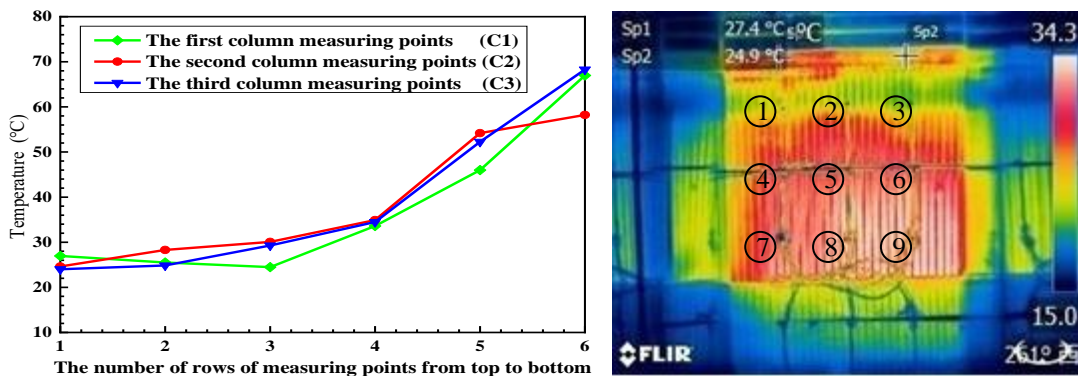 80
70
60
50
40
30
20
10
Temperature (°C)
The first column measuring points (C1)
The second column measuring points (C2)
The third column measuring points (C3)
1 2 3 4 5 6
The number of rows of measuring points from top to bottom
Sp1 27.4 °C
Sp2 24.9 °C
Sp2
34.3
1 2 3
4 5 6
7 8 9
15.0
FLIR